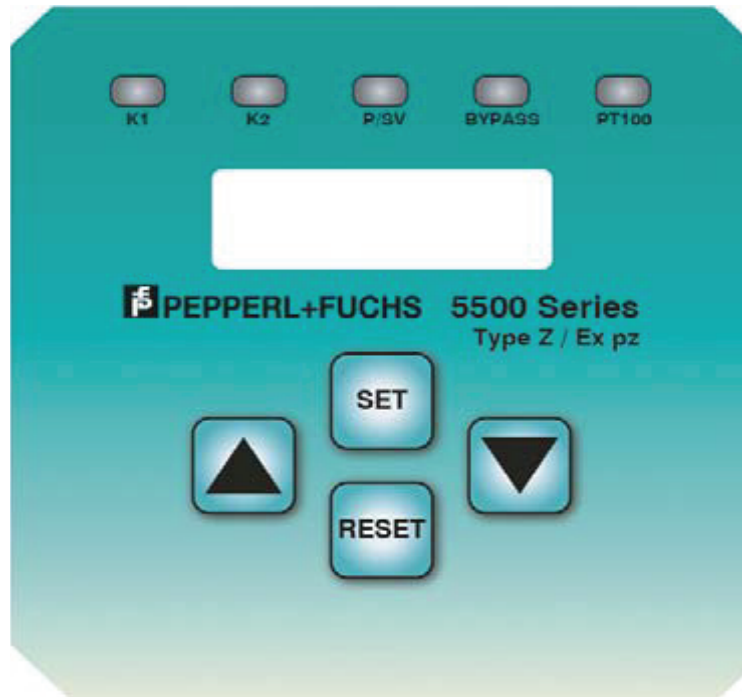 K1 K2 P/SV BYPASS PT100
PEPPERL+FUCHS 5500 Series
Type Z / Ex pz
SET
RESET